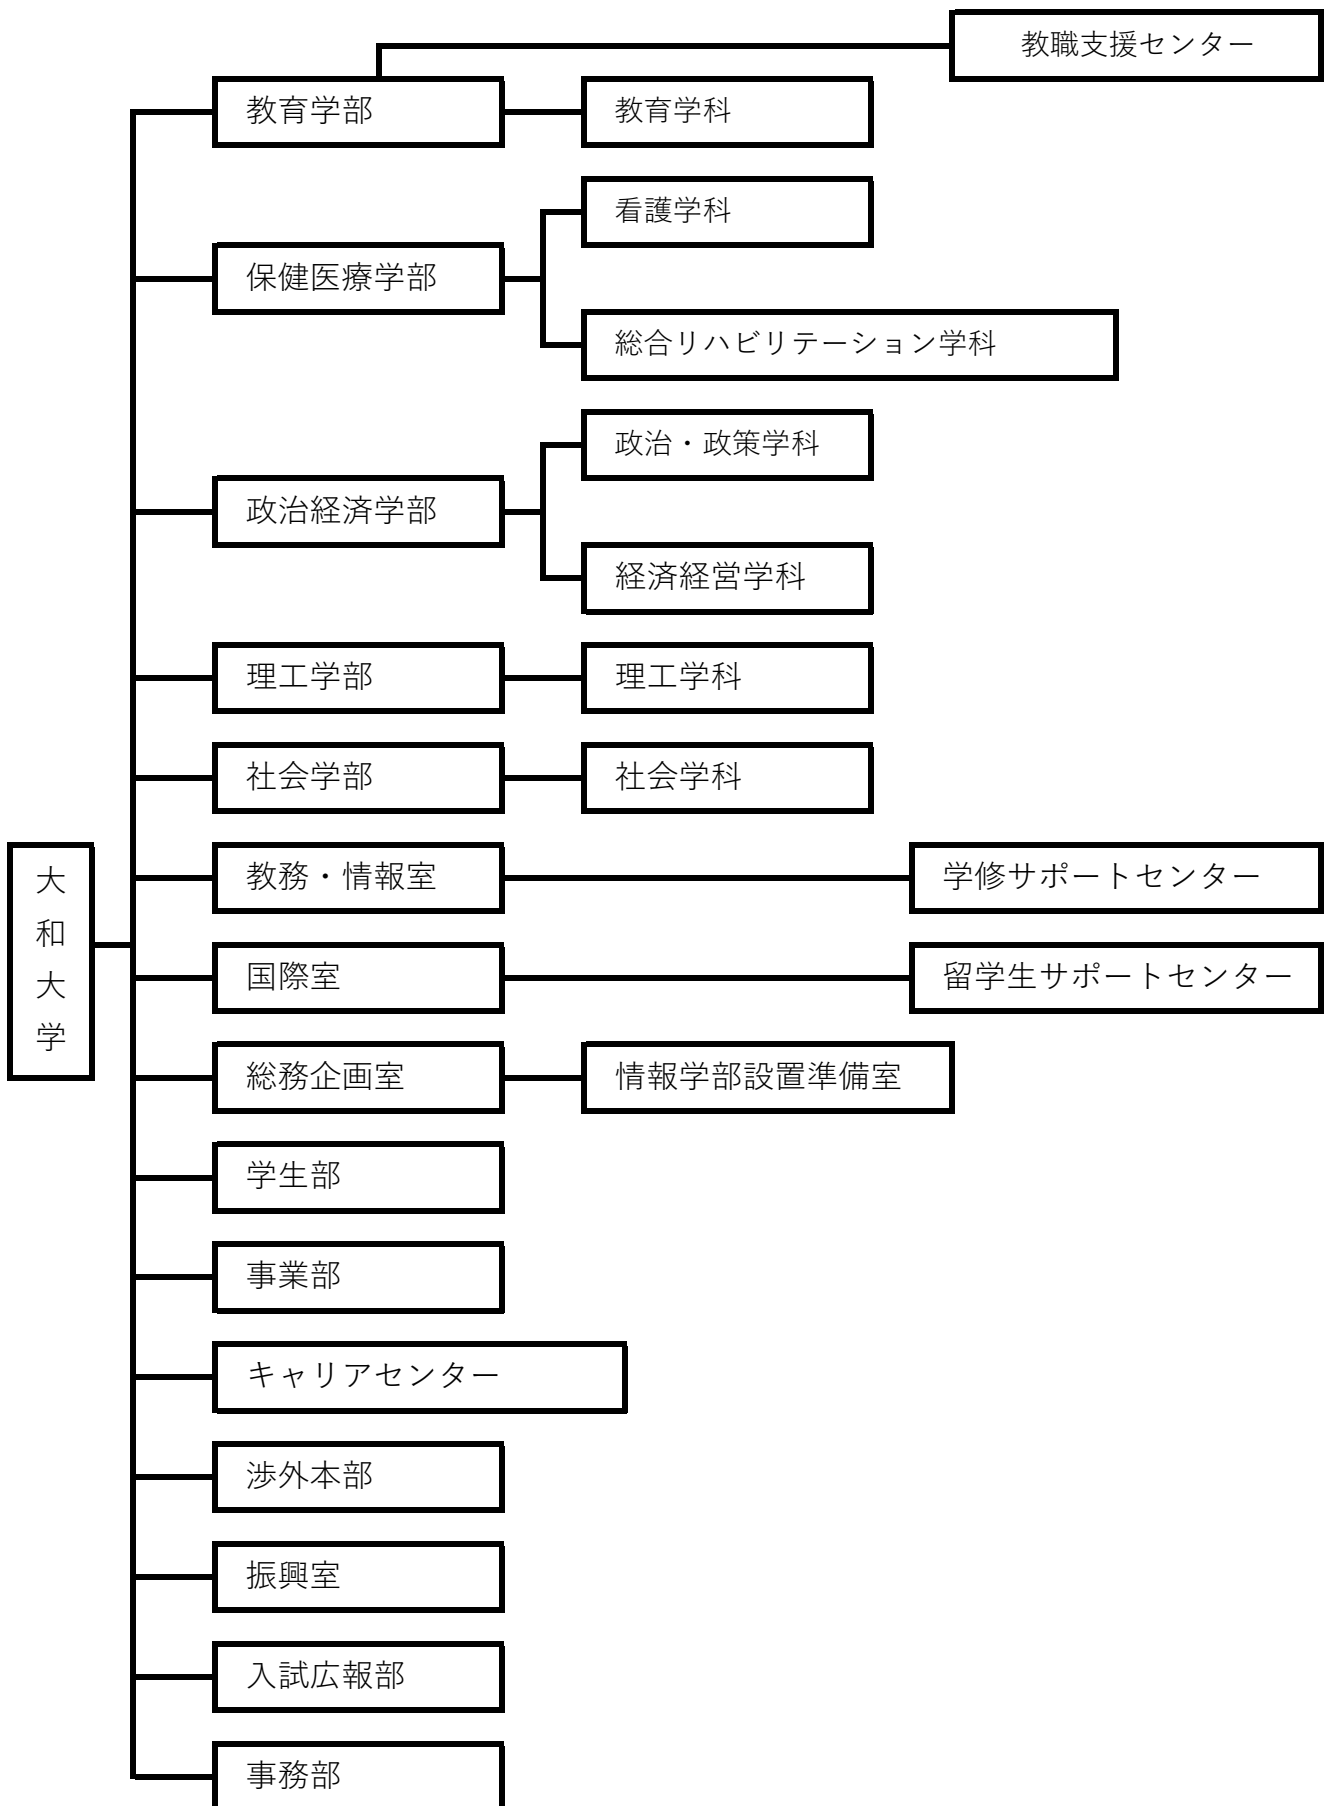 教職支援センター
教育学部
教育学科
看護学科
保健医療学部
総合リハビリテーション学科
政治・政策学科
政治経済学部
経済経営学科
理工学部
理工学科
社会学部
社会学科
大和大学
教務・情報室
学修サポートセンター
国際室
留学生サポートセンター
総務企画室
情報学部設置準備室
学生部
事業部
キャリアセンター
渉外本部
振興室
入試広報部
事務部